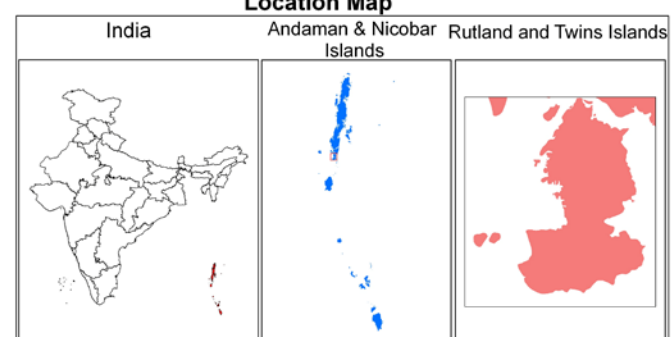 Location Map
India
Andaman & Nicobar
Islands
Rutland and Twins Islands